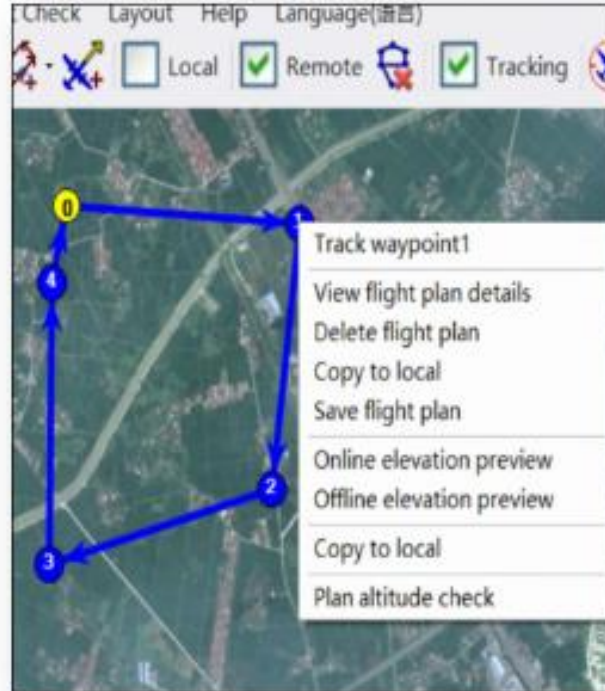 Check Layout Help Language(語言)
Local Remote Tracking
0
1
Track waypoint1
4
View flight plan details
Delete flight plan
Copy to local
Save flight plan
Online elevation preview
2
Offline elevation preview
Copy to local
3
Plan altitude check